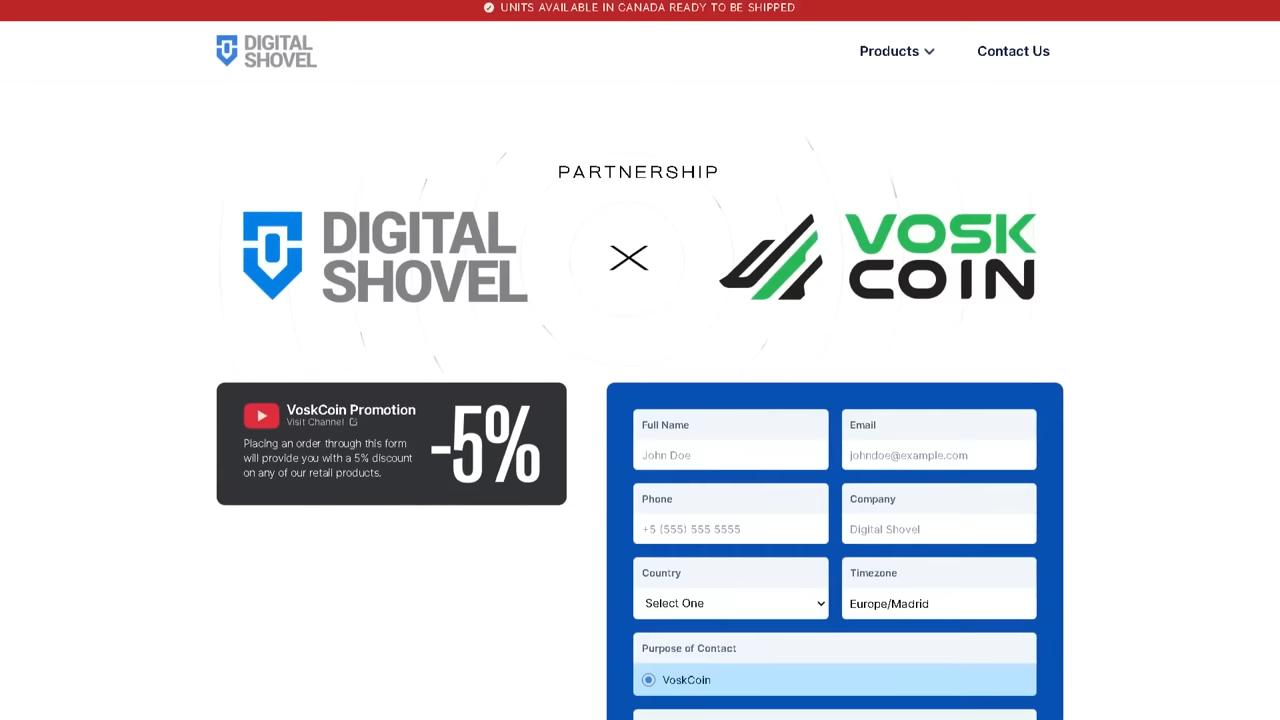 UNITS AVAILABLE IN CANADA READY TO BE SHIPPED
DIGITAL
SHOVEL
Products
Contact Us
PARTNERSHIP
DIGITAL
SHOVEL
VOSK
COIN
VoskCoin Promotion
Visit Channel
Placing an order through this form
will provide you with a 5% discount
on any of our retail products.
-5%
Full Name
John Doe
Email
johndoe@example.com
Phone
+5 (555) 555 5555
Company
Digital Shovel
Country
Select One
Timezone
Europe/Madrid
Purpose of Contact
VoskCoin